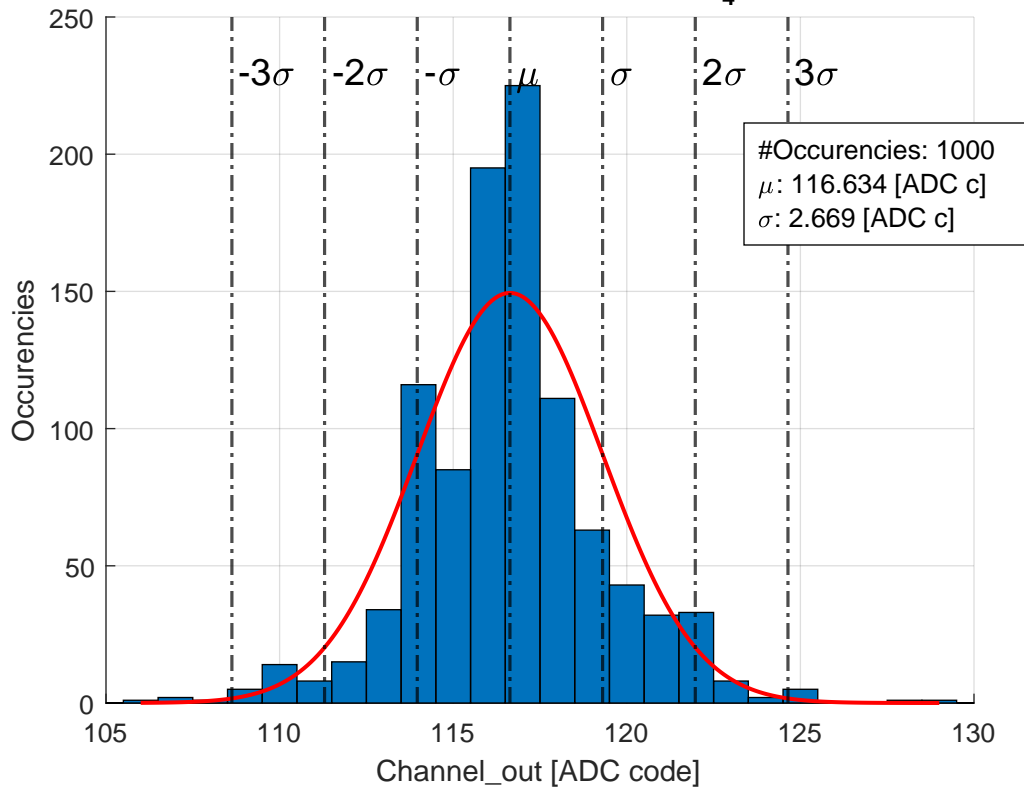 4
250
-3σ -2σ -σ μ σ 2σ 3σ
#Occurencies: 1000
μ: 116.634 [ADC c]
σ: 2.669 [ADC c]
200
150
100
50
0
Occurencies
105 110 115 120 125 130
Channel_out [ADC code]